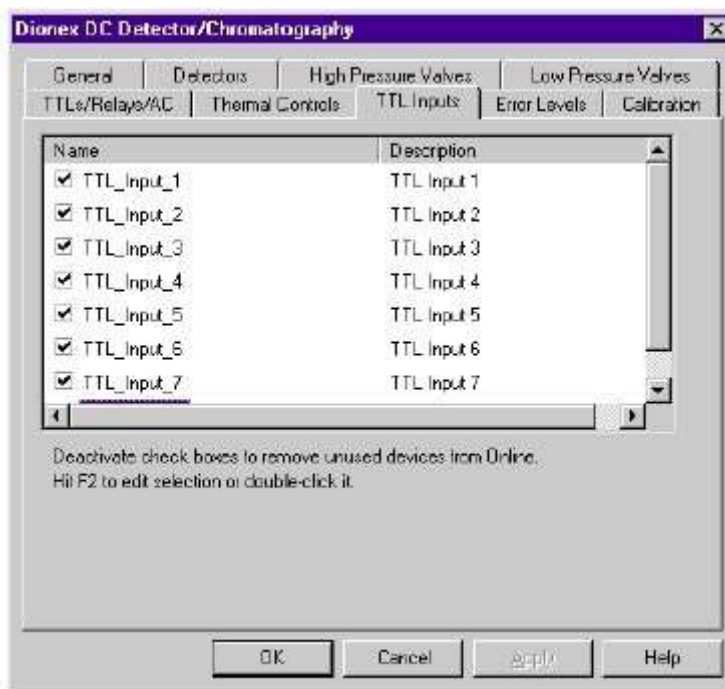 Dionex DC Detector/Chromatography
General Detectors High Pressure Valves Low Pressure Valves
TTLs/Relays/AC Thermal Controls TTL Inputs Error Levels Calibration
Name Description
TTL_Input_1 TTL Input 1
TTL_Input_2 TTL Input 2
TTL_Input_3 TTL Input 3
TTL_Input_4 TTL Input 4
TTL_Input_5 TTL Input 5
TTL_Input_6 TTL Input 6
TTL_Input_7 TTL Input 7
Deactivate check boxes to remove unused devices from Online.
Hit F2 to edit selection or double-click it.
OK Cancel Apply Help